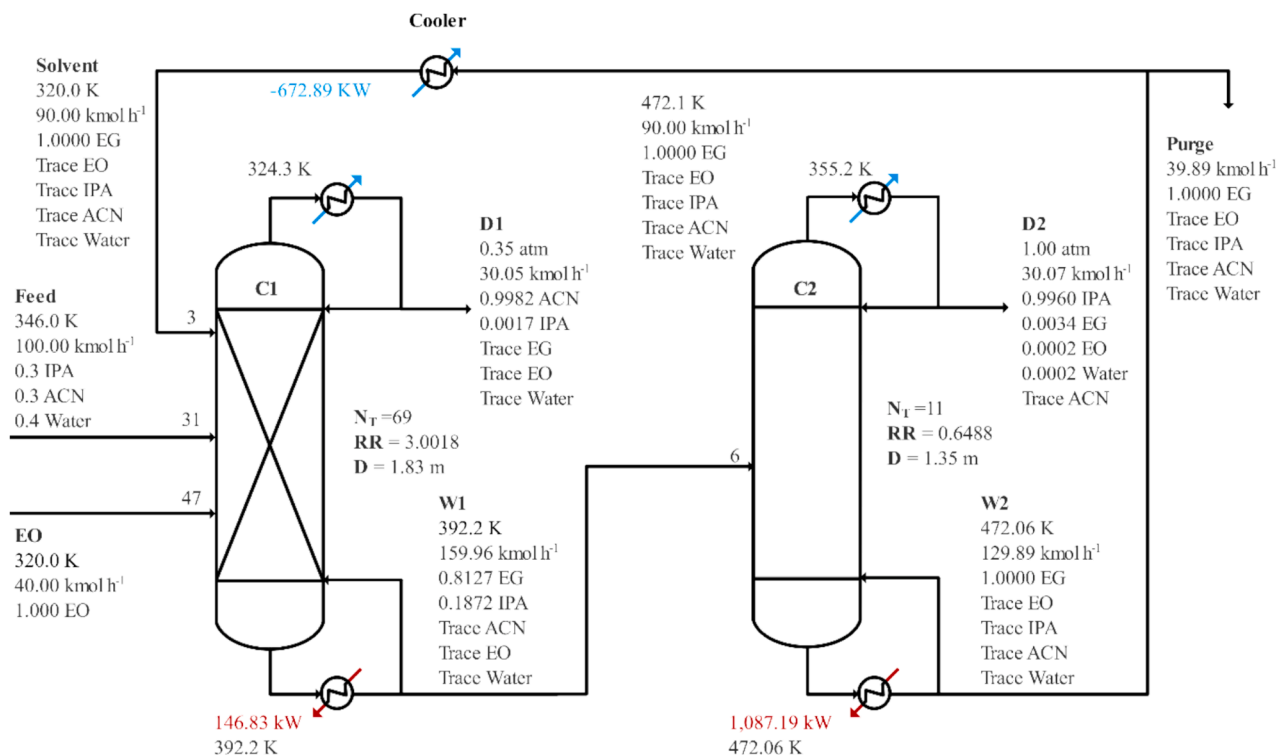 Cooler
Solvent
320.0 K
90.00 kmol h-1
1.0000 EG
Trace EO
Tracc IPA
Trace ACN
Trace Water
-672.89 KW
472.1 K
90.00 kmol h-1
1.0000 EG
Trace EO
Trace IPA
Trace ACN
Trace Water
Purge
39.89 kmol h-1
1.0000 EG
Trace EO
Trace IPA
Trace ACN
Trace Water
324.3 K
355.2 K
D1
0.35 atm
30.05 kmol h-1
0.9982 ACN
0.0017 IPA
Trace EG
Trace EO
Trace Water
D2
1.00 atm
30.07 kmol h-1
0.9960 IPA
0.0034 EG
0.0002 EO
0.0002 Water
Trace ACN
C1
C2
Feed
346.0 K
100.00 kmol h-1
0.3 IPA
0.3 ACN
0.4 Water
3
31
47
6
NT =69
RR = 3.0018
D = 1.83 m
NT =11
RR = 0.6488
D = 1.35 m
EO
320.0 K
40.00 kmol h-1
1.000 EO
W1
392.2 K
159.96 kmol h-1
0.8127 EG
0.1872 IPA
Trace ACN
Trace EO
Trace Water
W2
472.06 K
129.89 kmol h-1
1.0000 EG
Trace EO
Trace IPA
Trace ACN
Trace Water
146.83 kW
392.2 K
1,087.19 kW
472.06 K